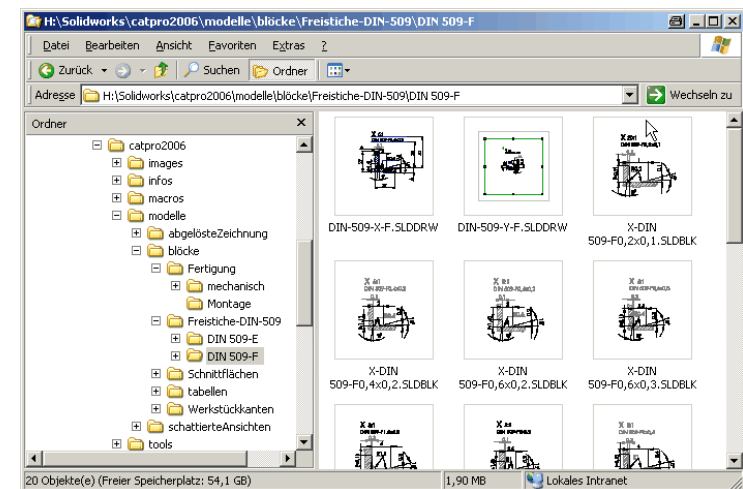 H:\Solidworks\catpro2006\modelle\blöcke\Freistiche-DIN-509\DIN 509-F
Datei Bearbeiten Ansicht Favoriten Extras ?
Zurück Suchen Ordner
Adresse H:\Solidworks\catpro2006\modelle\blöcke\Freistiche-DIN-509\DIN 509-F Wechseln zu
Ordner
catpro2006
images
infos
macros
modelle
abgelösteZeichnung
blöcke
Fertigung
mechanisch
Montage
Freistiche-DIN-509
DIN 509-E
DIN 509-F
Schnittflächen
tabellen
Werkstückkanten
schattierteAnsichten
tools
DIN-509-X-F.SLDDRW
DIN-509-Y-F.SLDDRW
X-DIN
509-F0,2x0,1.SLDBLK
X-DIN
509-F0,4x0,2.SLDBLK
X-DIN
509-F0,6x0,2.SLDBLK
X-DIN
509-F0,6x0,3.SLDBLK
20 Objekte(e) (Freier Speicherplatz: 54,1 GB) 1,90 MB Lokales Intranet